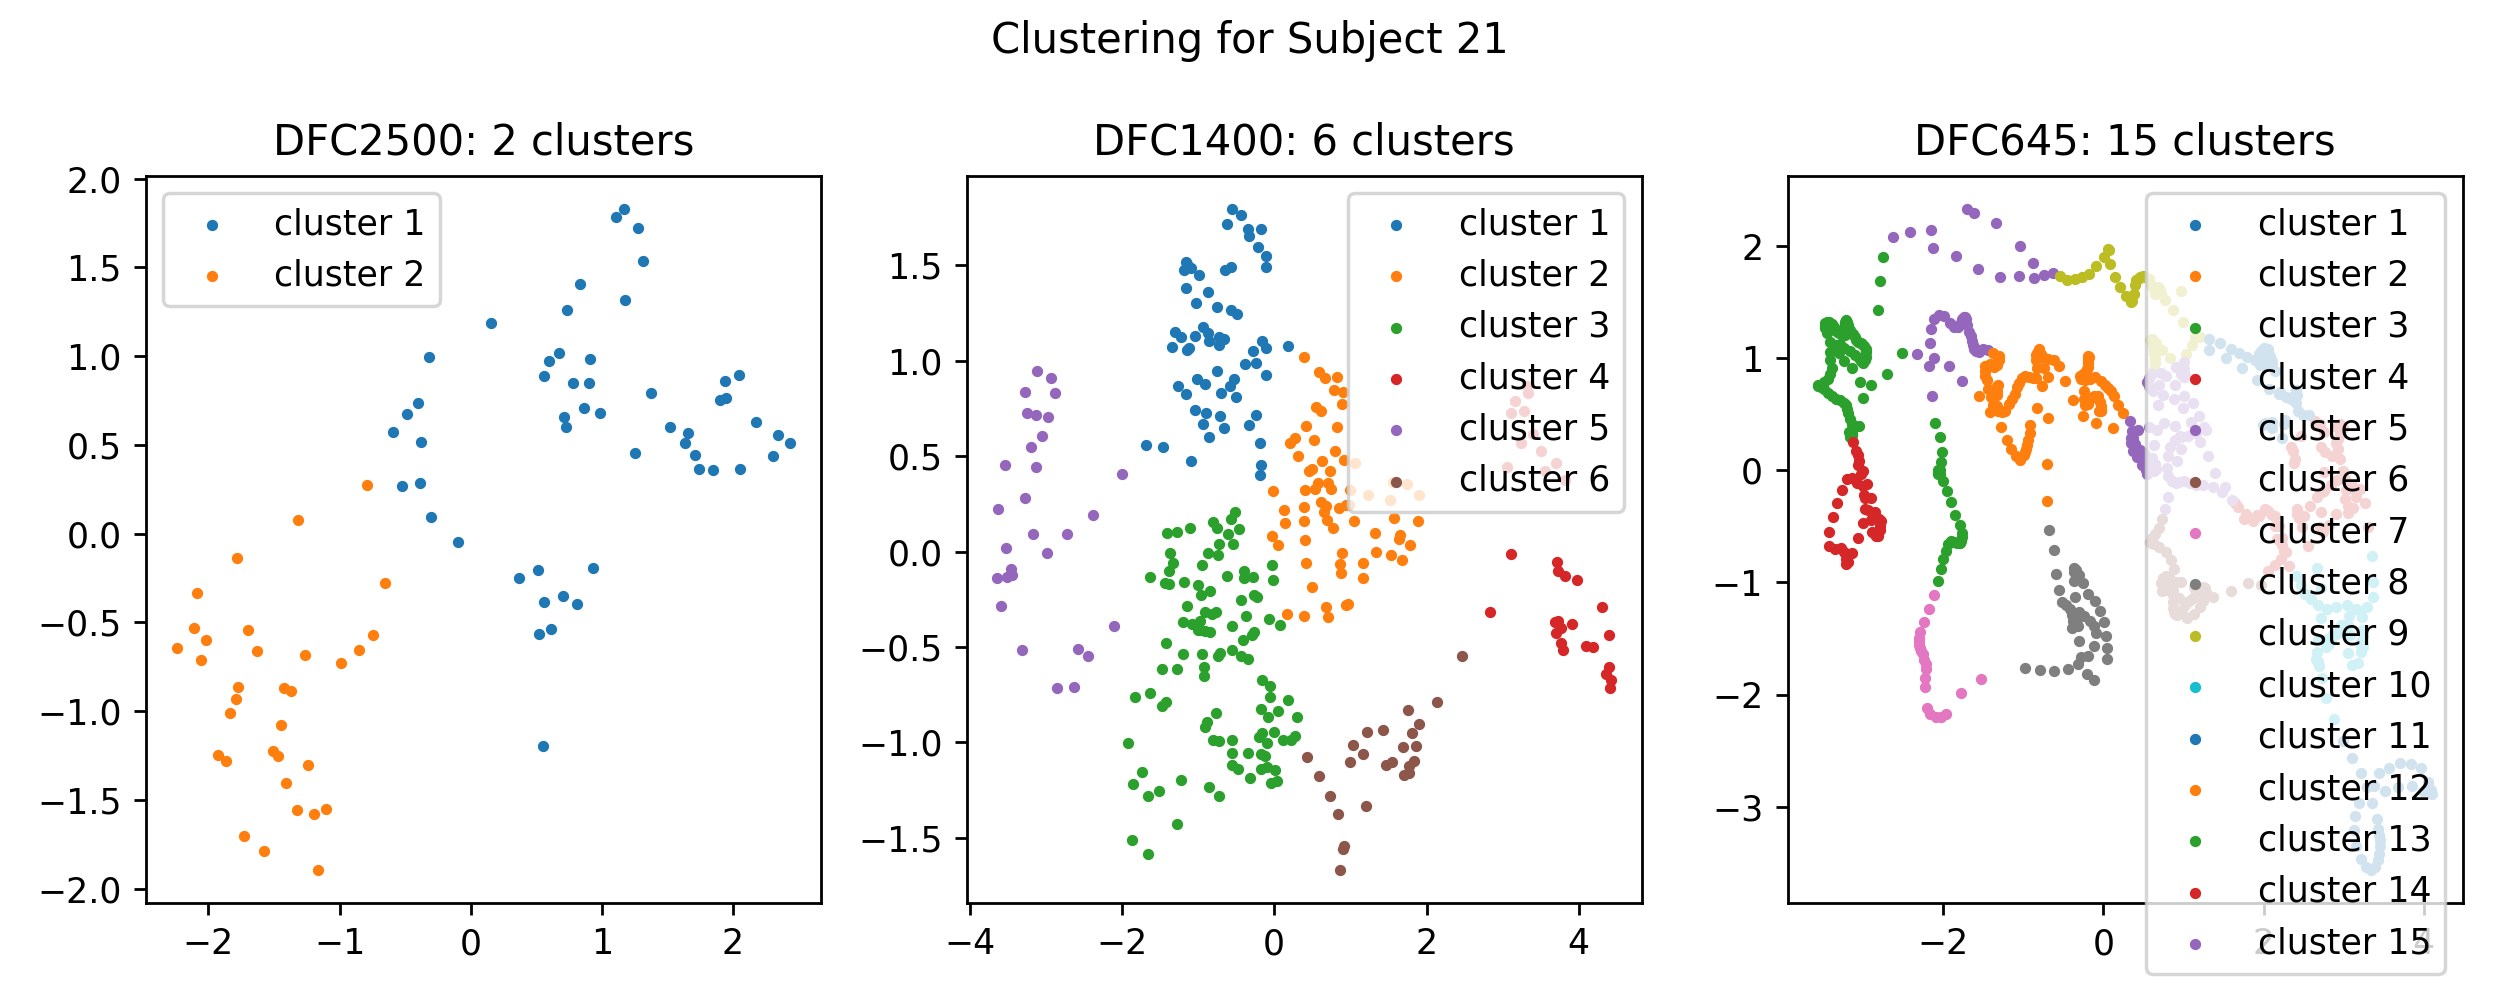 Clustering for Subject 21
DFC2500: 2 clusters
2.0
1.5
1.0
0.5
0.0
−0.5
−1.0
−1.5
−2.0
−2
−1
0
1
2
cluster 1
cluster 2
DFC1400: 6 clusters
1.5
1.0
0.5
0.0
−0.5
−1.0
−1.5
−4
−2
0
2
4
cluster 1
cluster 2
cluster 3
cluster 4
cluster 5
cluster 6
DFC645: 15 clusters
2
1
0
−1
−2
−3
−2
0
2
4
cluster 1
cluster 2
cluster 3
cluster 4
cluster 5
cluster 6
cluster 7
cluster 8
cluster 9
cluster 10
cluster 11
cluster 12
cluster 13
cluster 14
cluster 15